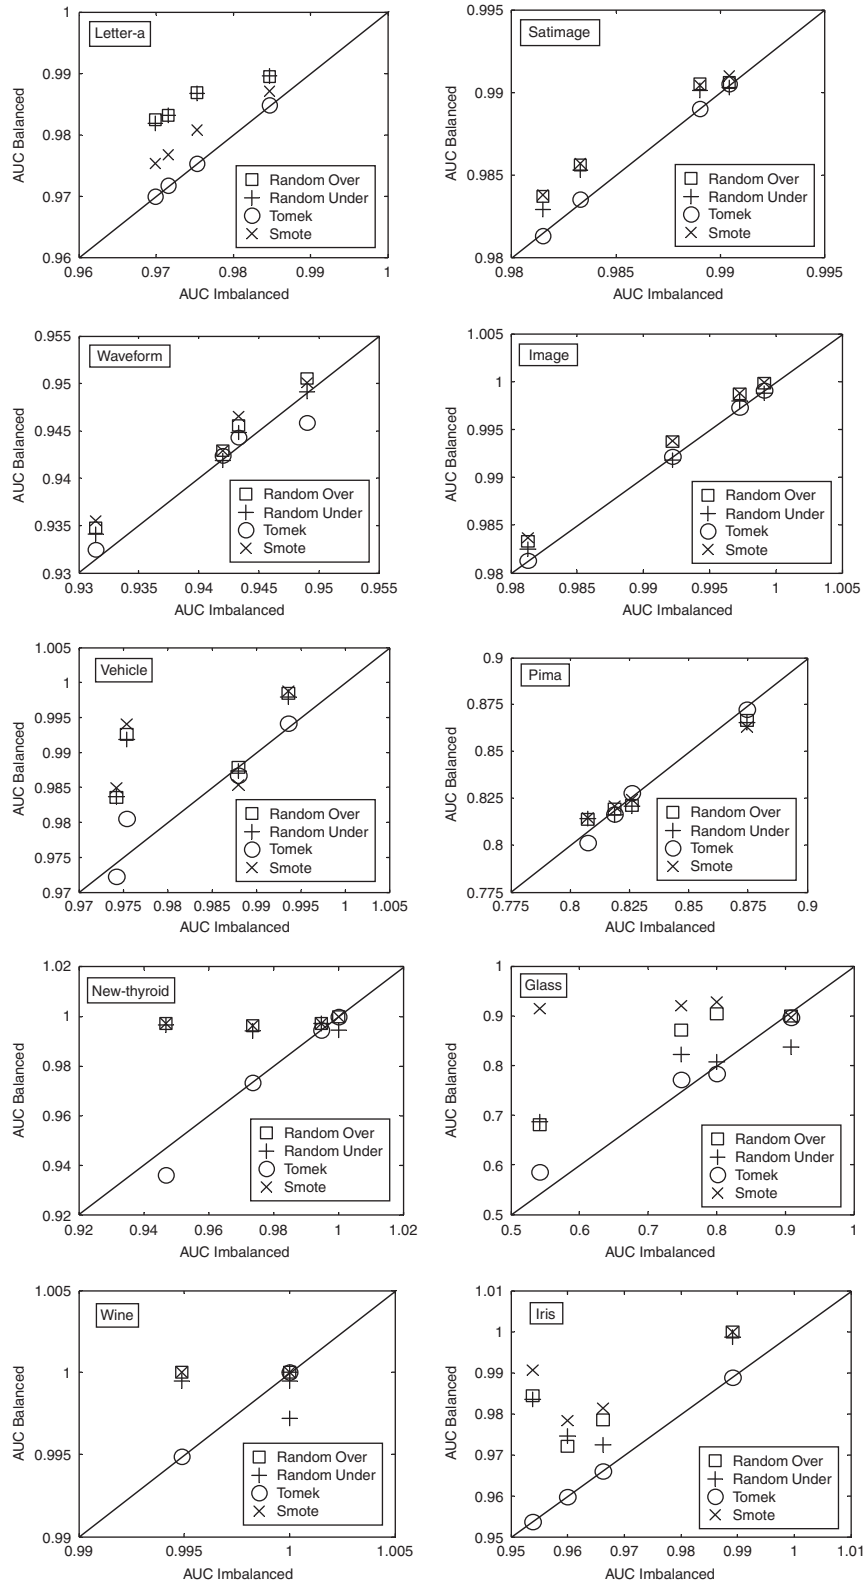 Letter-a
1
0.99
0.98
0.97
0.96
AUC Balanced
Random Over
Random Under
Tomek
Smote
0.96 0.97 0.98 0.99 1
AUC Imbalanced
Satimage
0.995
0.99
0.985
0.98
AUC Balanced
Random Over
Random Under
Tomek
Smote
0.98 0.985 0.99 0.995
AUC Imbalanced
Waveform
0.955
0.95
0.945
0.94
0.935
0.93
AUC Balanced
Random Over
Random Under
Tomek
Smote
0.93 0.935 0.94 0.945 0.95 0.955
AUC Imbalanced
Image
1.005
1
0.995
0.99
0.985
0.98
AUC Balanced
Random Over
Random Under
Tomek
Smote
0.98 0.985 0.99 0.995 1 1.005
AUC Imbalanced
Vehicle
1.005
1
0.995
0.99
0.985
0.98
0.975
0.97
AUC Balanced
Random Over
Random Under
Tomek
Smote
0.97 0.975 0.98 0.985 0.99 0.995 1 1.005
AUC Imbalanced
Pima
0.9
0.875
0.85
0.825
0.8
0.775
AUC Balanced
Random Over
Random Under
Tomek
Smote
0.775 0.8 0.825 0.85 0.875 0.9
AUC Imbalanced
New-thyroid
1.02
1
0.98
0.96
0.94
0.92
AUC Balanced
Random Over
Random Under
Tomek
Smote
0.92 0.94 0.96 0.98 1 1.02
AUC Imbalanced
Glass
1
0.9
0.8
0.7
0.6
0.5
AUC Balanced
Random Over
Random Under
Tomek
Smote
0.5 0.6 0.7 0.8 0.9 1
AUC Imbalanced
Wine
1.005
1
0.995
0.99
AUC Balanced
Random Over
Random Under
Tomek
Smote
0.99 0.995 1 1.005
AUC Imbalanced
Iris
1.01
1
0.99
0.98
0.97
0.96
0.95
AUC Balanced
Random Over
Random Under
Tomek
Smote
0.95 0.96 0.97 0.98 0.99 1 1.01
AUC Imbalanced